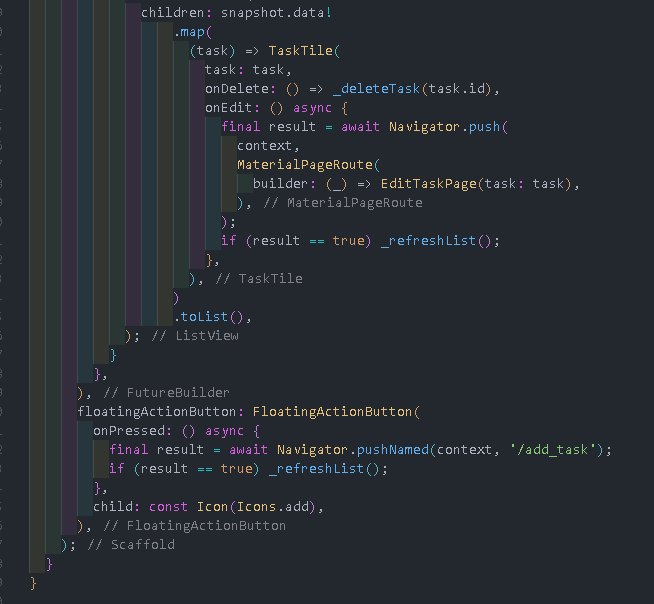 children: snapshot.data!
.map(
(task) => TaskTile(
task: task,
onDelete: () => _deleteTask(task.id),
onEdit: () async {
final result = await Navigator.push(
context,
MaterialPageRoute(
builder: (_) => EditTaskPage(task: task),
), // MaterialPageRoute
);
if (result == true) _refreshList();
},
), // TaskTile
)
.toList(),
); // ListView
}
},
), // FutureBuilder
floatingActionButton: FloatingActionButton(
onPressed: () async {
final result = await Navigator.pushNamed(context, '/add_task');
if (result == true) _refreshList();
},
child: const Icon(Icons.add),
), // FloatingActionButton
); // Scaffold
}
}